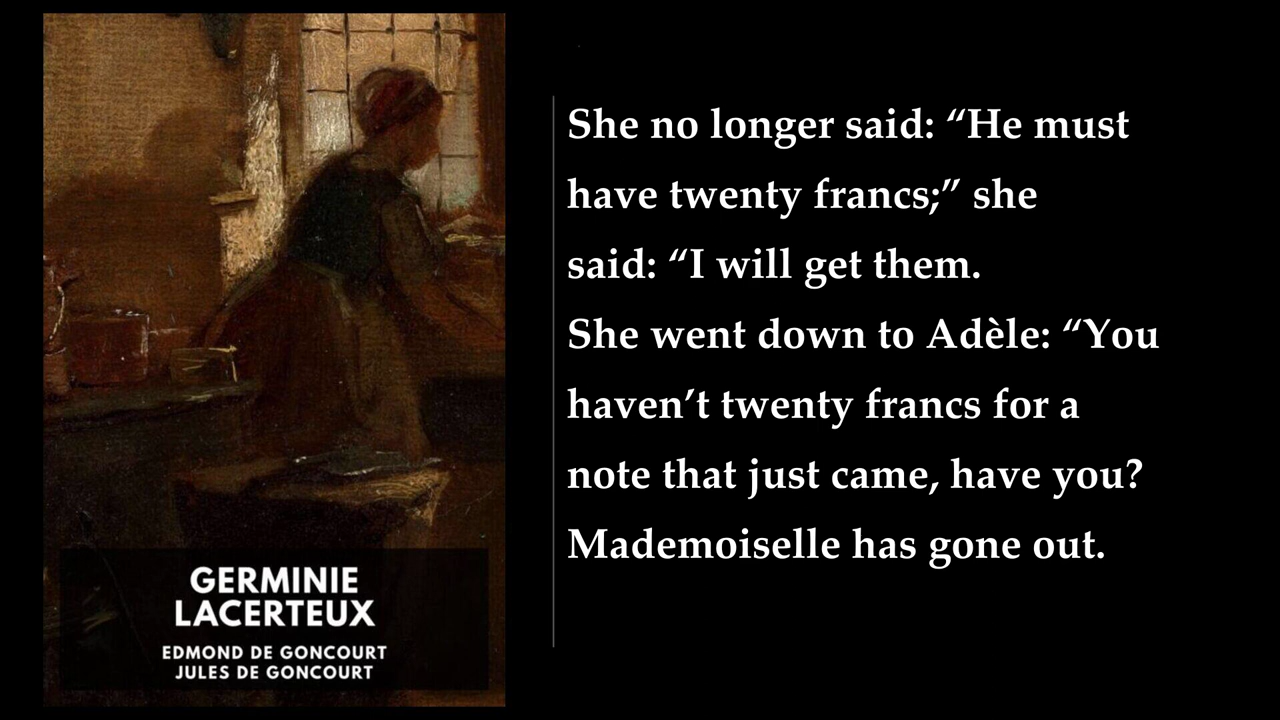 She no longer said: “He must
have twenty francs;” she
said: “I will get them.
She went down to Adèle: “You
haven’t twenty francs for a
note that just came, have you?
Mademoiselle has gone out.
GERMINIE
LACERTEUX
EDMOND DE GONCOURT
JULES DE GONCOURT